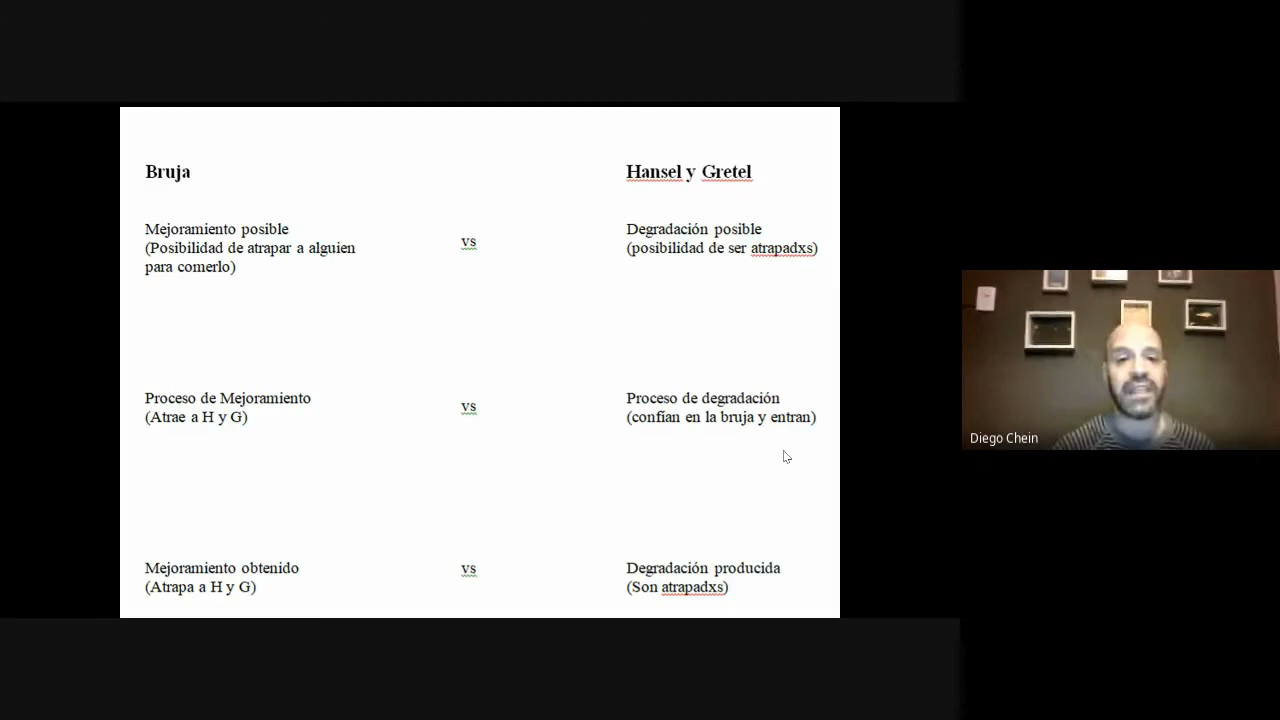 Bruja
Hansel y Gretel
Mejoramiento posible
(Posibilidad de atrapar a alguien
para comerlo)
vs
Degradación posible
(posibilidad de ser atrapadxs)
Proceso de Mejoramiento
(Atrae a H y G)
vs
Proceso de degradación
(confían en la bruja y entran)
Mejoramiento obtenido
(Atrapa a H y G)
vs
Degradación producida
(Son atrapadxs)
Diego Chein